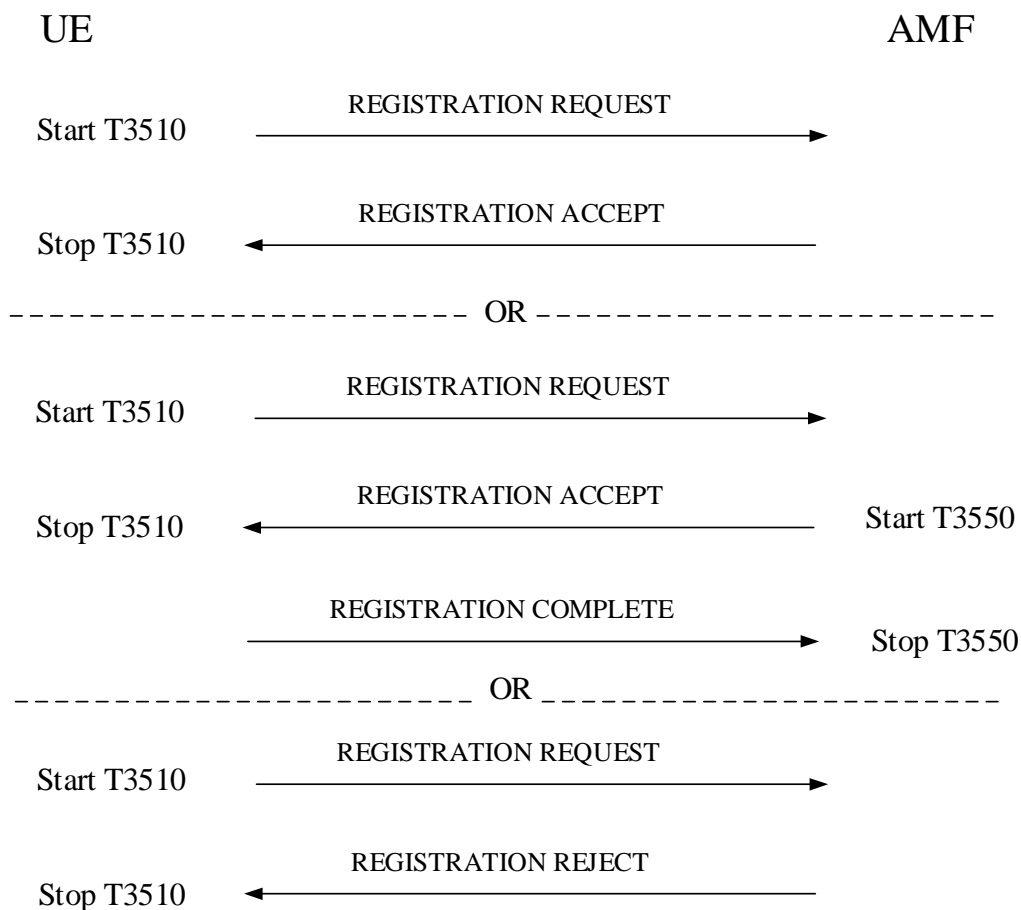 UE AMF
REGISTRATION REQUEST
Start T3510
REGISTRATION ACCEPT
Stop T3510
OR
REGISTRATION REQUEST
Start T3510
REGISTRATION ACCEPT
Stop T3510 Start T3550
REGISTRATION COMPLETE
Stop T3550
OR
REGISTRATION REQUEST
Start T3510
REGISTRATION REJECT
Stop T3510